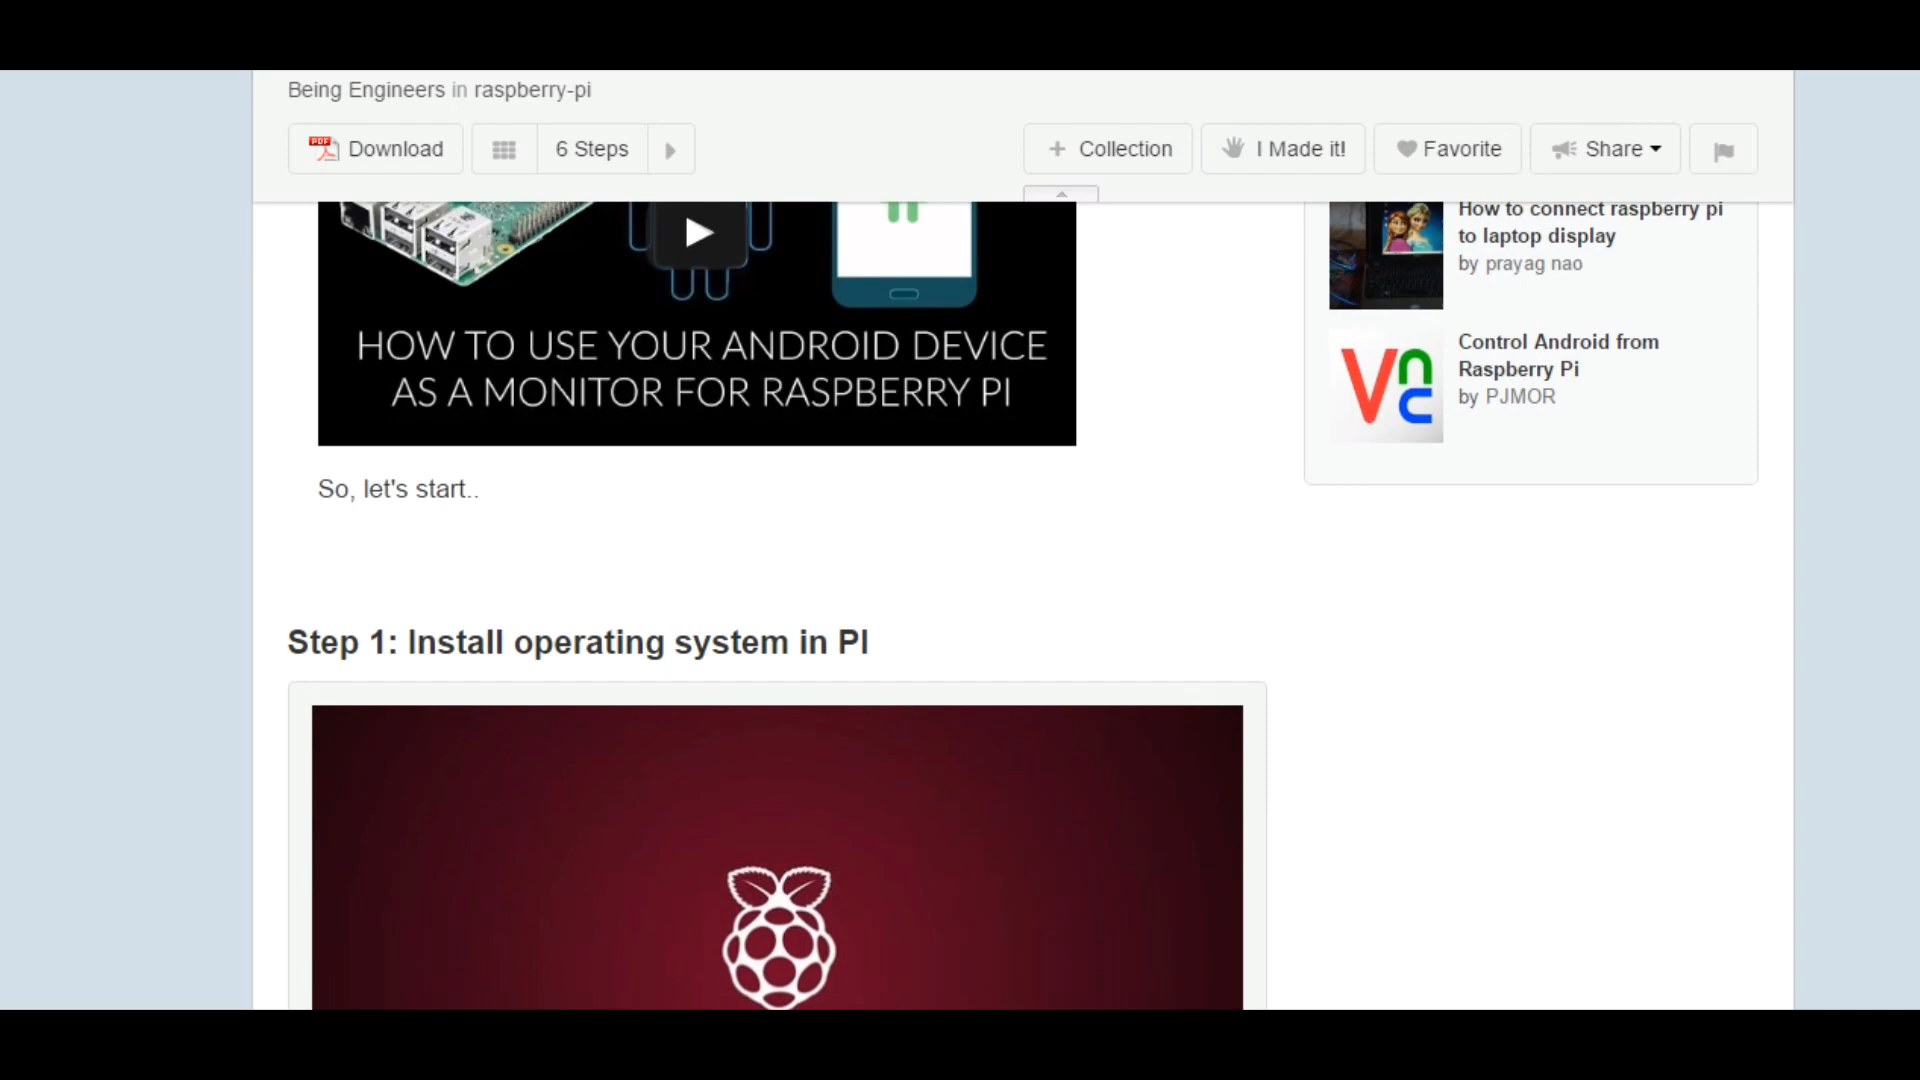 Being Engineers in raspberry-pi
PDF
Download
6 Steps
Collection
I Made it!
Favorite
Share
HOW TO USE YOUR ANDROID DEVICE
AS A MONITOR FOR RASPBERRY PI
How to connect raspberry pi
to laptop display
by prayag nao
Vnc
Control Android from
Raspberry Pi
by PJMOR
So, let's start..
Step 1: Install operating system in PI